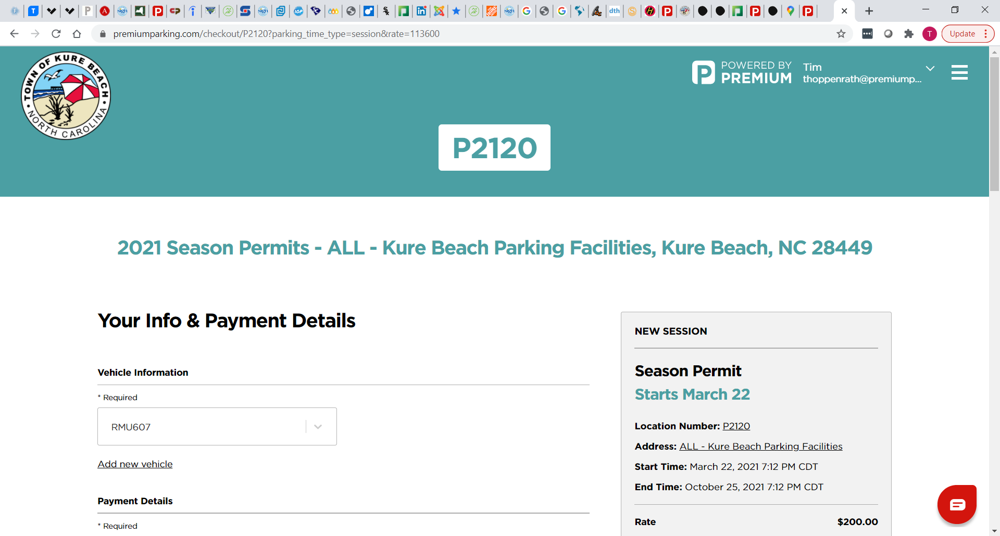 premiumparking.com/checkout/P2120?parking_time_type=session&rate=113600
T
Update
TOWN OF KURE BEACH
NORTH CAROLINA
POWERED BY
PREMIUM
Tim
thoppenrath@premiump...
P2120
2021 Season Permits - ALL - Kure Beach Parking Facilities, Kure Beach, NC 28449
Your Info & Payment Details
Vehicle Information
* Required
RMU607
Add new vehicle
Payment Details
* Required
NEW SESSION
Season Permit
Starts March 22
Location Number: P2120
Address: ALL - Kure Beach Parking Facilities
Start Time: March 22, 2021 7:12 PM CDT
End Time: October 25, 2021 7:12 PM CDT
Rate $200.00